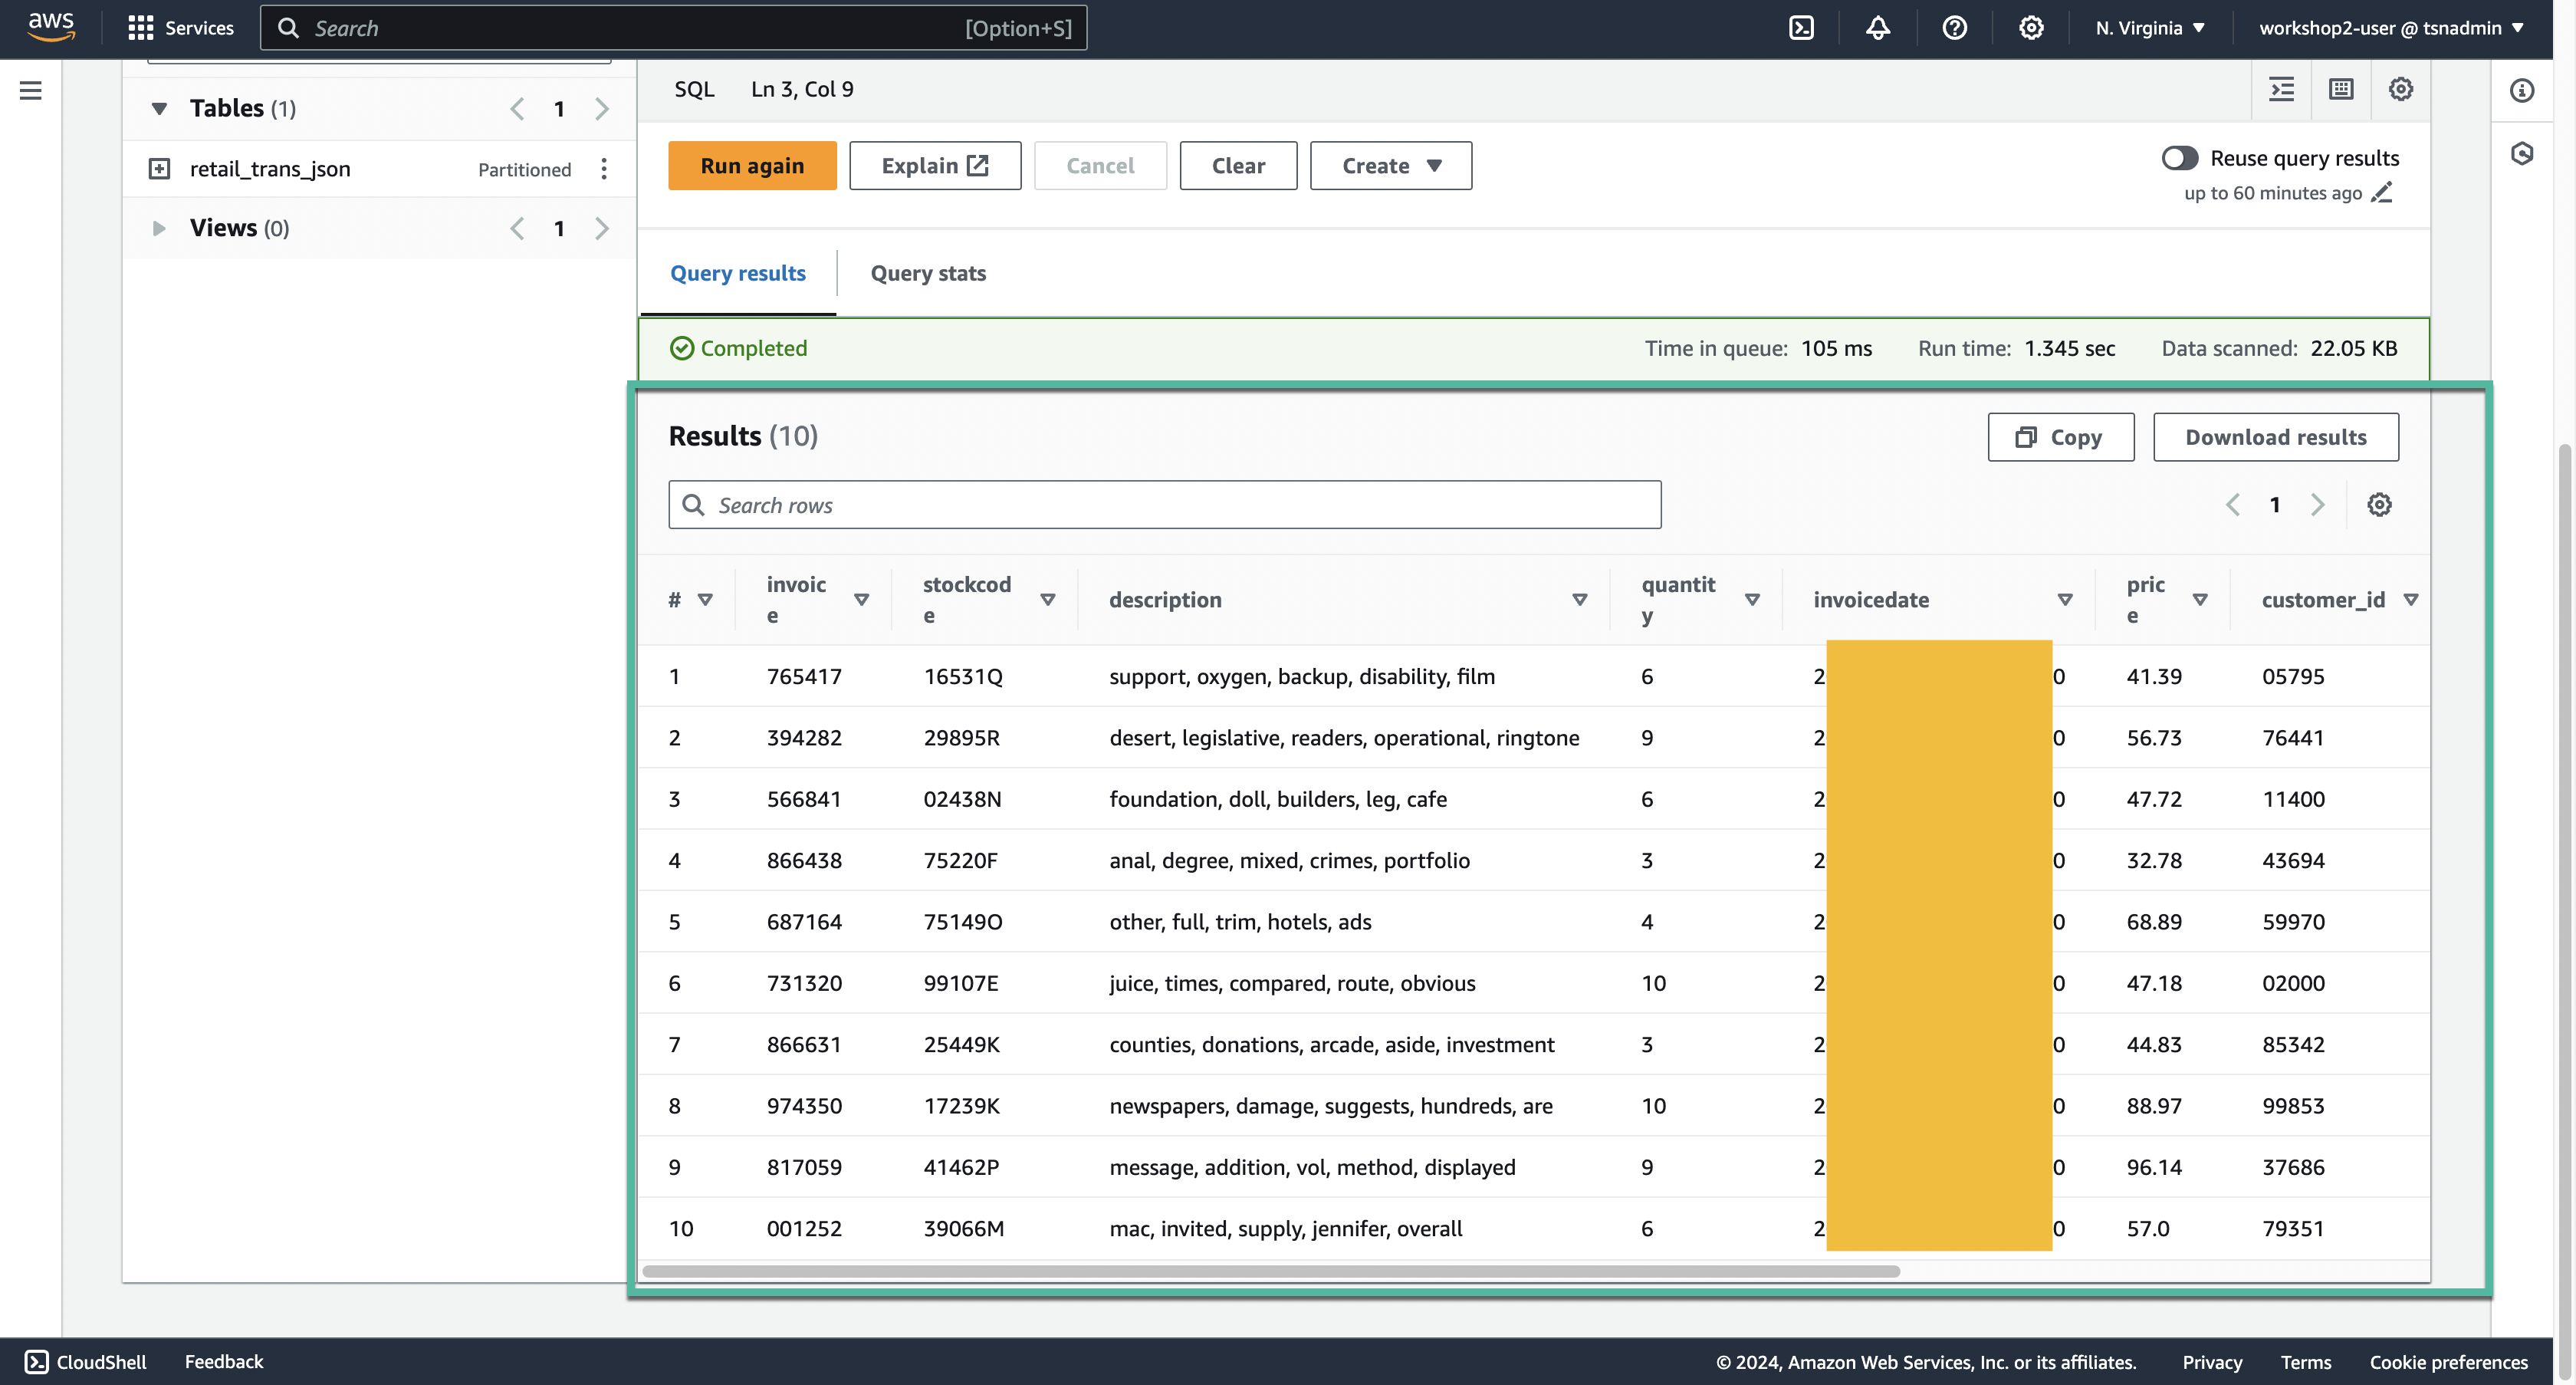 aws Services Search [Option+S] N. Virginia workshop2-user @ tsnadmin
Tables (1) 1
retail_trans_json Partitioned
Views (0) 1
SQL Ln 3, Col 9
Run again Explain Cancel Clear Create
Reuse query results
up to 60 minutes ago
Query results Query stats
Completed Time in queue: 105 ms Run time: 1.345 sec Data scanned: 22.05 KB
Results (10) Copy Download results
Search rows 1
# invoice stockcode description quantity invoicedate price customer_id
1 765417 16531Q support, oxygen, backup, disability, film 6 2 0 41.39 05795
2 394282 29895R desert, legislative, readers, operational, ringtone 9 2 0 56.73 76441
3 566841 02438N foundation, doll, builders, leg, cafe 6 2 0 47.72 11400
4 866438 75220F anal, degree, mixed, crimes, portfolio 3 2 0 32.78 43694
5 687164 75149O other, full, trim, hotels, ads 4 2 0 68.89 59970
6 731320 99107E juice, times, compared, route, obvious 10 2 0 47.18 02000
7 866631 25449K counties, donations, arcade, aside, investment 3 2 0 44.83 85342
8 974350 17239K newspapers, damage, suggests, hundreds, are 10 2 0 88.97 99853
9 817059 41462P message, addition, vol, method, displayed 9 2 0 96.14 37686
10 001252 39066M mac, invited, supply, jennifer, overall 6 2 0 57.0 79351
CloudShell Feedback © 2024, Amazon Web Services, Inc. or its affiliates. Privacy Terms Cookie preferences